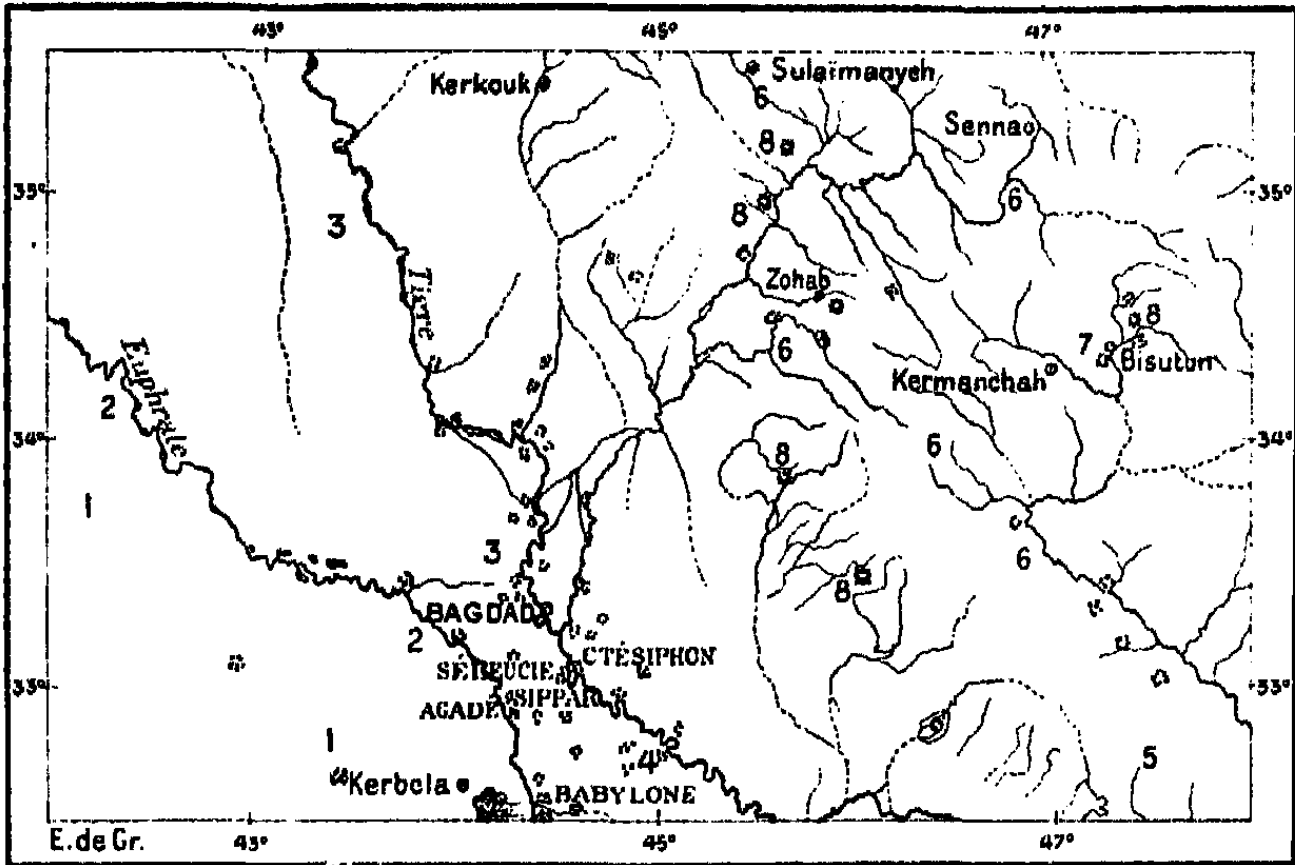 43° 45° 47°
Kerkouk Sulaïmanyeh
6
8 Sennao
35° 35°
3 8 6
Tigre Zohab
Euphrate 6 7 8
Bisutun
2 Kermanchah
34° 34°
8 6
1
3 6
8
BAGDAD
2
SÉLEUCIE CTÉSIPHON
33° 33°
AGADÉ SIPPAR
1 4 5
Kerbela
BABYLONE
E. de Gr. 43° 45° 47°